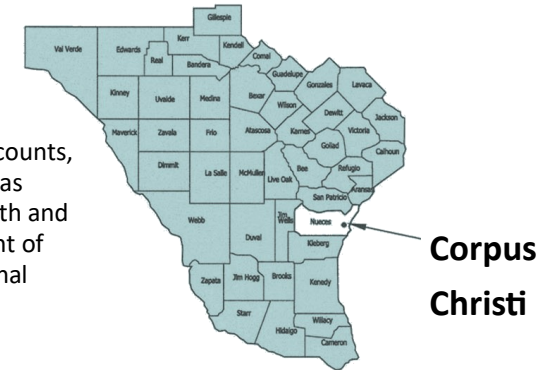 Gillespie
Val Verde
Edwards
Kerr
Kendell
Real
Bandera
Comal
Guadelupe
Gonzales
Lavaca
Kinney
Uvaide
Medina
Bexar
Wilson
Dewitt
Jackson
Maverick
Zavala
Frio
Atascosa
Karnes
Victoria
Goliad
Calhoun
counts,
as
th and
nt of
nal
Dimmit
La Salle
McMullen
Live Oak
Bee
Refugio
Aransas
San Patricio
Webb
Duval
Jim
Wells
Nueces
Kleberg
Corpus
Christi
Zapata
Jim Hogg
Brooks
Kenedy
Starr
Hidalgo
Willacy
Cameron